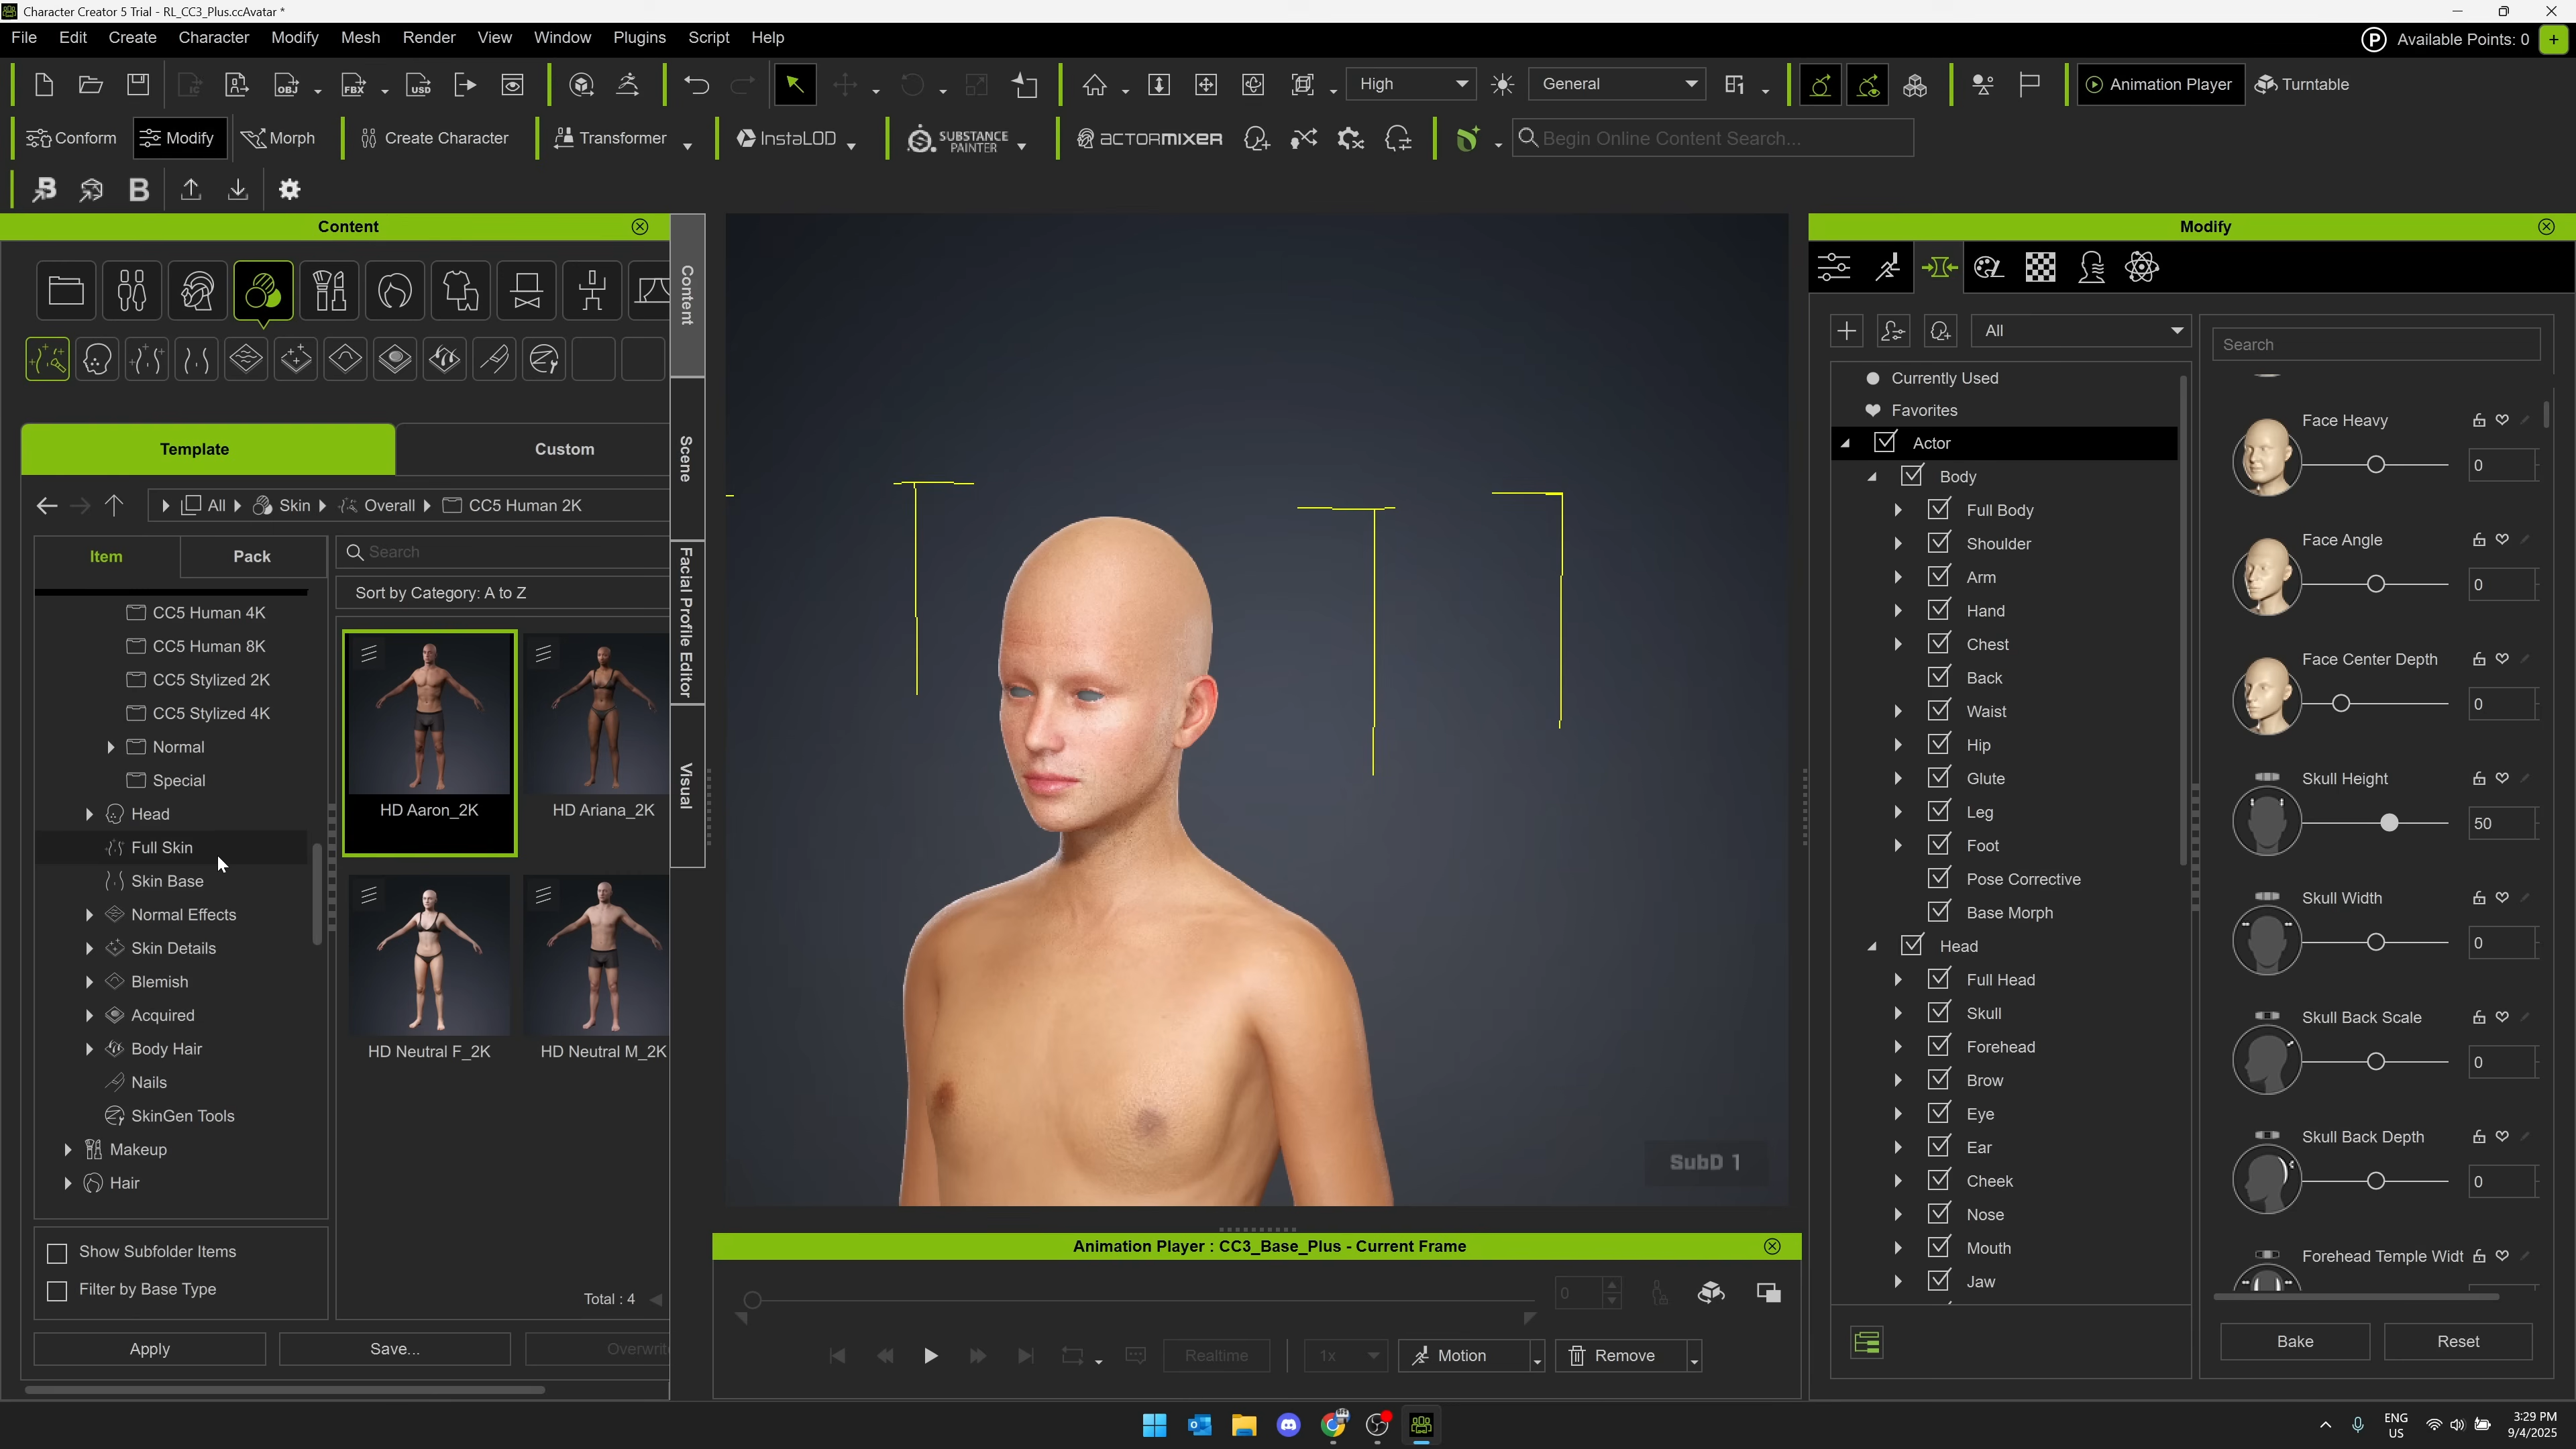 Character Creator 5 Trial - RL_CC3_Plus.ccAvatar *
File Edit Create Character Modify Mesh Render View Window Plugins Script Help
Available Points: 0
IC OBJ FBX USD High General Animation Player Turntable
Conform Modify Morph Create Character Transformer InstaLOD SUBSTANCE PAINTER ACTORMIXER Begin Online Content Search...
Content
Template Custom
All Skin Overall CC5 Human 2K
Item Pack
Search
Sort by Category: A to Z
CC5 Human 4K
CC5 Human 8K
CC5 Stylized 2K
CC5 Stylized 4K
Normal
Special
Head
Full Skin
Skin Base
Normal Effects
Skin Details
Blemish
Acquired
Body Hair
Nails
SkinGen Tools
Makeup
Hair
HD Aaron_2K HD Ariana_2K
HD Neutral F_2K HD Neutral M_2K
Show Subfolder Items
Filter by Base Type
Total : 4
Apply Save... Overwrit
Content
Scene
Facial Profile Editor
Visual
SubD 1
Animation Player : CC3_Base_Plus - Current Frame
0
Realtime 1x Motion Remove
Modify
All
Currently Used
Favorites
Actor
Body
Full Body
Shoulder
Arm
Hand
Chest
Back
Waist
Hip
Glute
Leg
Foot
Pose Corrective
Base Morph
Head
Full Head
Skull
Forehead
Brow
Eye
Ear
Cheek
Nose
Mouth
Jaw
Search
Face Heavy
0
Face Angle
0
Face Center Depth
0
Skull Height
50
Skull Width
0
Skull Back Scale
0
Skull Back Depth
0
Forehead Temple Widt
Bake Reset
ENG
US
3:29 PM
9/4/2025